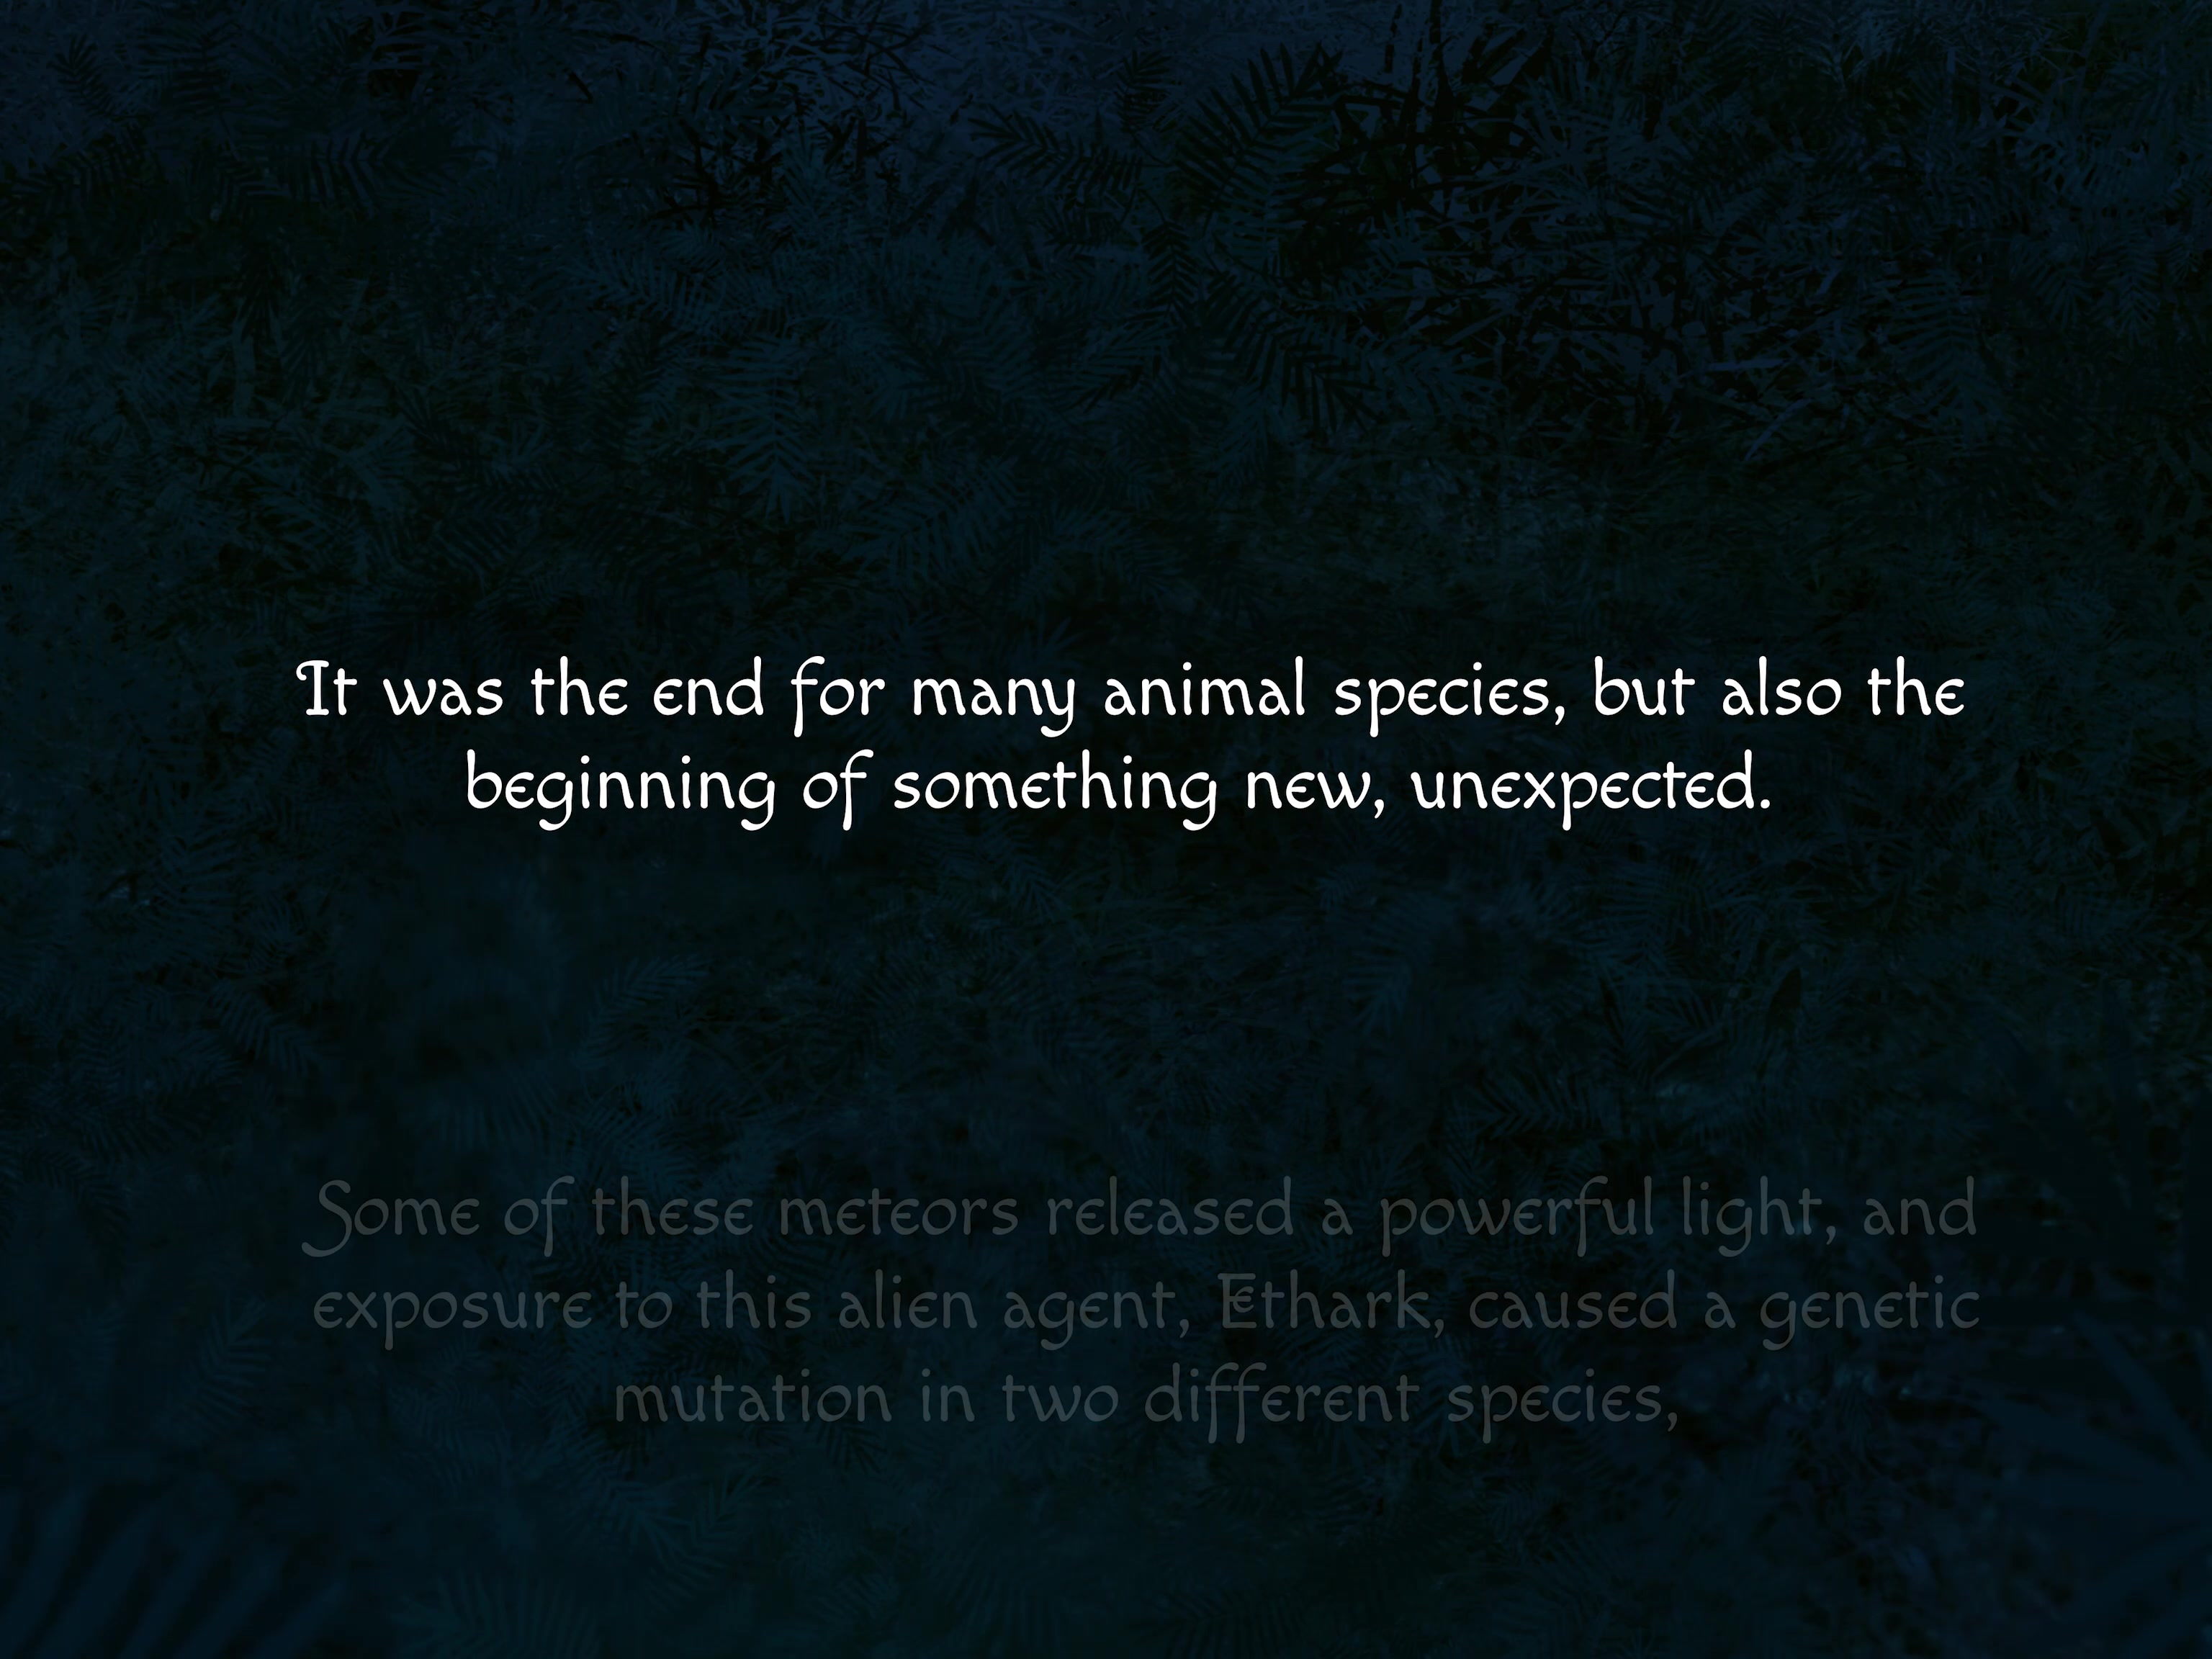 It was the end for many animal species, but also the
beginning of something new, unexpected.
Some of these meteors released a powerful light, and
exposure to this alien agent, Ethark, caused a genetic
mutation in two different species,